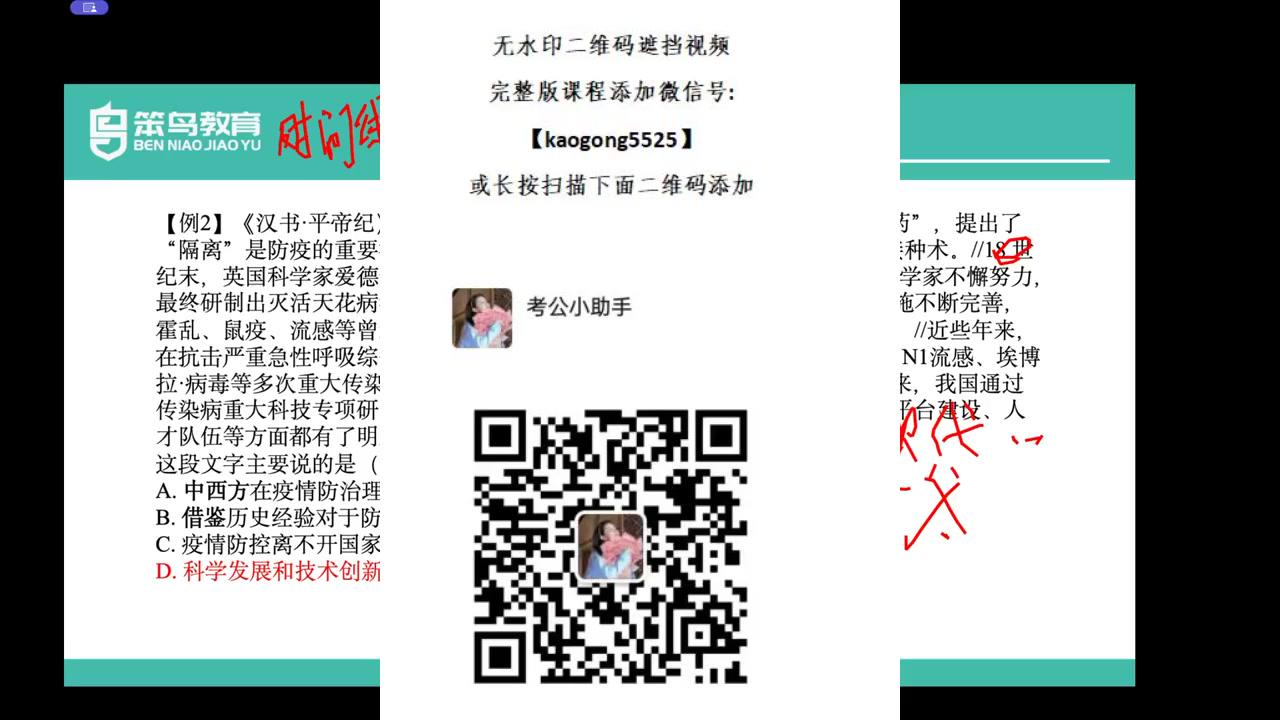 无水印二维码遮挡视频
完整版课程添加微信号:
【kaogong5525】
或长按扫描下面二维码添加
考公小助手
笨鸟教育
BEN NIAO JIAO YU
时间线
【例2】《汉书·平帝纪》 药”，提出了
“隔离”是防疫的重要 种术。//18 世
纪末，英国科学家爱德 学家不懈努力，
最终研制出灭活天花病 施不断完善，
霍乱、鼠疫、流感等曾 //近些年来，
在抗击严重急性呼吸综 N1流感、埃博
拉·病毒等多次重大传染 来，我国通过
传染病重大科技专项研 平台建设、人
才队伍等方面都有了明
这段文字主要说的是（
A. 中西方在疫情防治理
B. 借鉴历史经验对于防
C. 疫情防控离不开国家
D. 科学发展和技术创新